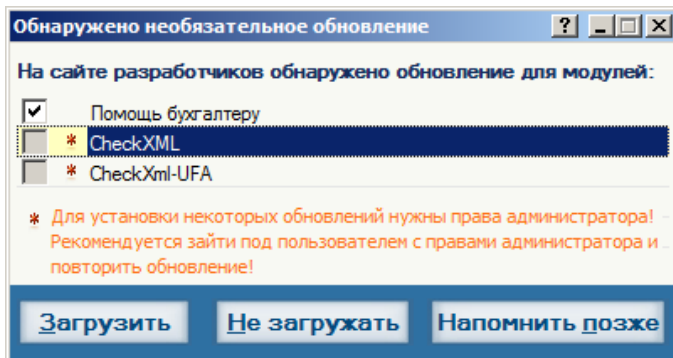 Обнаружено необязательное обновление
На сайте разработчиков обнаружено обновление для модулей:
Помощь бухгалтеру
* CheckXML
* CheckXml-UFA
* Для установки некоторых обновлений нужны права администратора!
Рекомендуется зайти под пользователем с правами администратора и
повторить обновление!
Загрузить
Не загружать
Напомнить позже